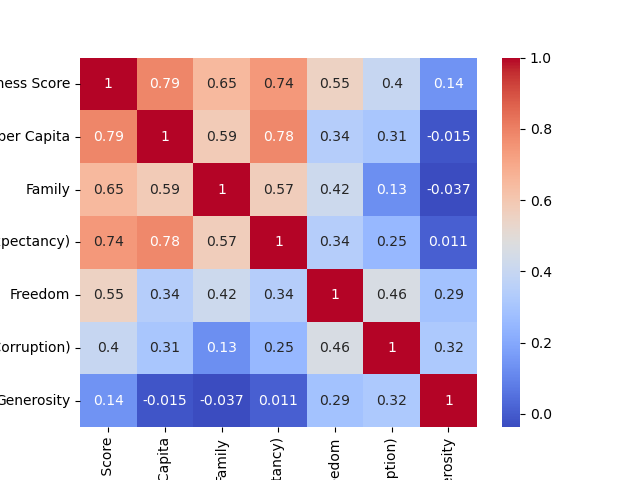 ness Score 1 0.79 0.65 0.74 0.55 0.4 0.14
per Capita 0.79 1 0.59 0.78 0.34 0.31 -0.015
Family 0.65 0.59 1 0.57 0.42 0.13 -0.037
pectancy) 0.74 0.78 0.57 1 0.34 0.25 0.011
Freedom 0.55 0.34 0.42 0.34 1 0.46 0.29
Corruption) 0.4 0.31 0.13 0.25 0.46 1 0.32
Generosity 0.14 -0.015 -0.037 0.011 0.29 0.32 1
Score
Capita
Family
tancy)
edom
ption)
erosity
1.0
0.8
0.6
0.4
0.2
0.0